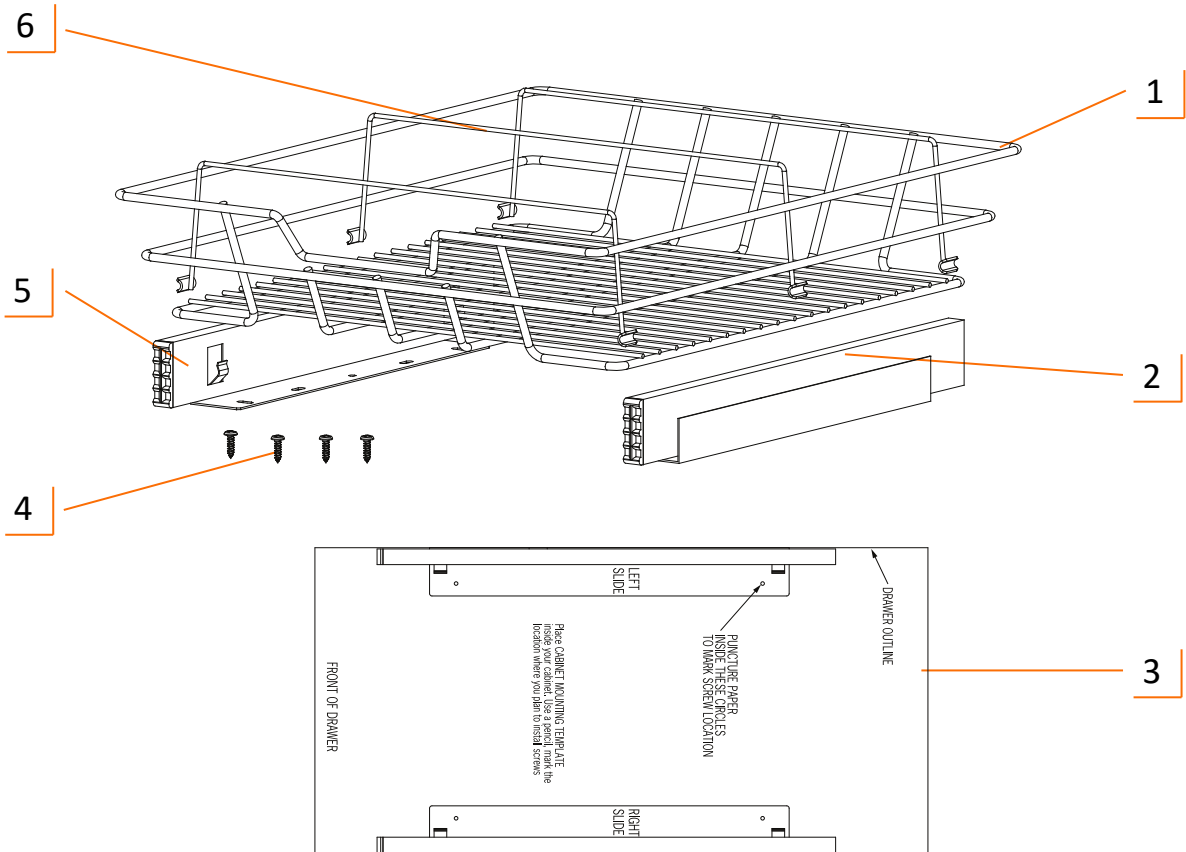 6
1
5
2
4
LEFT
SLIDE
DRAWER OUTLINE
PUNCTURE PAPER
INSIDE THESE CIRCLES
TO MARK SCREW LOCATION
Place CABINET MOUNTING TEMPLATE
inside your cabinet. Use a pencil, mark the
location where you plan to install screws
FRONT OF DRAWER
3
RIGHT
SLIDE